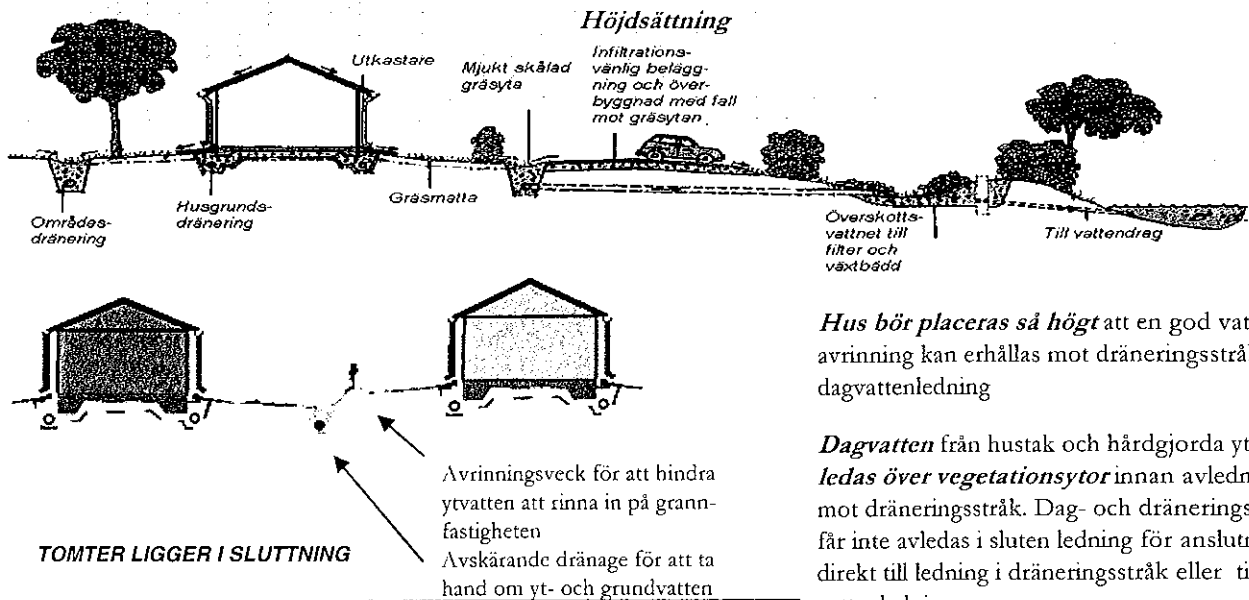 Höjdsättning
Utkastare
Mjukt skålad
gräsyta
Infiltrations-
vänlig belägg-
ning och över-
byggnad med fall
mot gräsytan
Områdes-
dränering
Husgrunds-
dränering
Gräsmatta
Överskotts-
vattnet till
filter och
växtbädd
Till vattendrag
Hus bör placeras så högt att en god vat
avrinning kan erhållas mot dräneringsstråk
dagvattenledning
Dagvatten från hustak och hårdgjorda yt
ledas över vegetationsytor innan avledn
mot dräneringsstråk. Dag- och dränerings
får inte avledas i sluten ledning för anslutn
direkt till ledning i dräneringsstråk eller ti
Avrinningsveck för att hindra
ytvatten att rinna in på grann-
fastigheten
Avskärande dränage för att ta
hand om yt- och grundvatten
TOMTER LIGGER I SLUTTNING